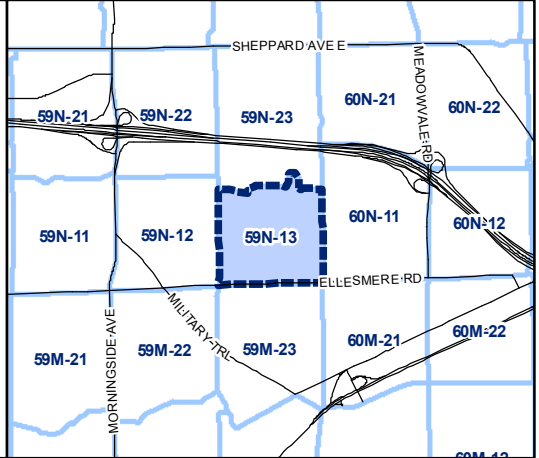 SHEPPARD AVE E
MEADOWVALE RD
60N-21
60N-22
59N-21
59N-22
59N-23
60N-11
60N-12
59N-11
59N-12
59N-13
ELLESMERE RD
MILITARY TRL
MORNINGSIDE AVE
60M-21
60M-22
59M-21
59M-22
59M-23
60M-12